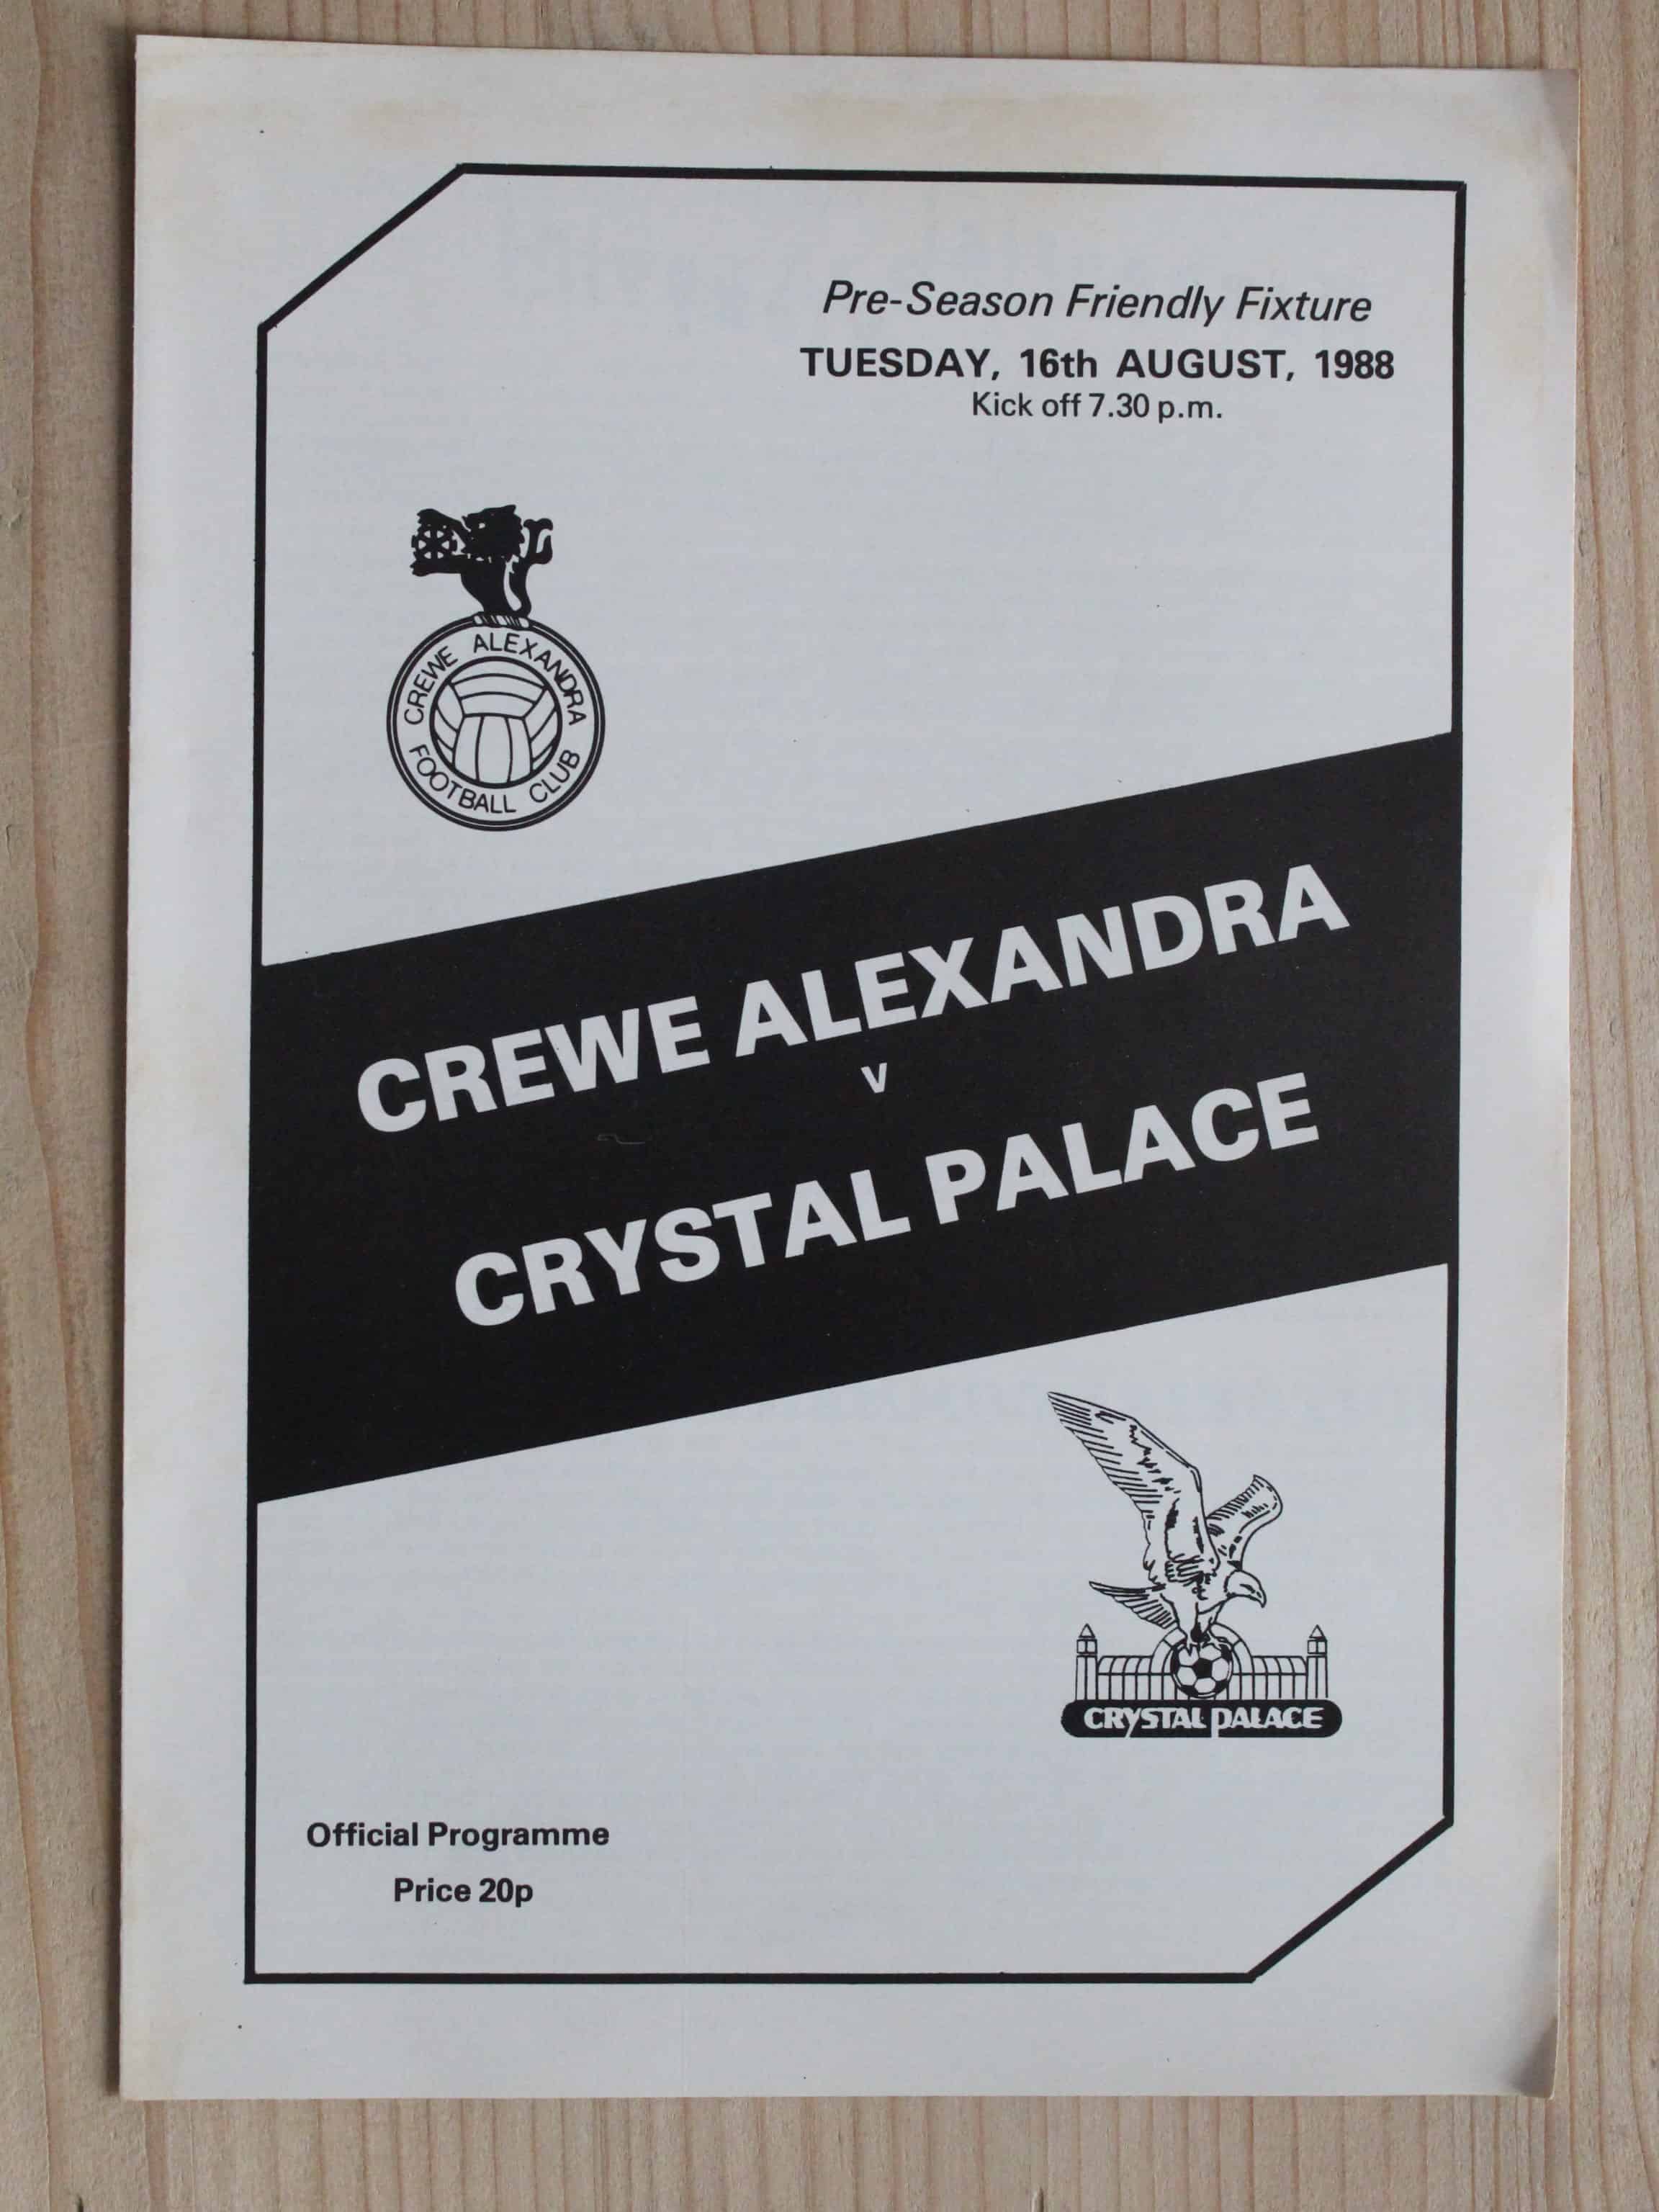 Pre-Season Friendly Fixture
TUESDAY, 16th AUGUST, 1988
Kick off 7.30 p.m.
CREWE ALEXANDRA
FOOTBALL CLUB
CREWE ALEXANDRA
v
CRYSTAL PALACE
CRYSTAL PALACE
Official Programme
Price 20p